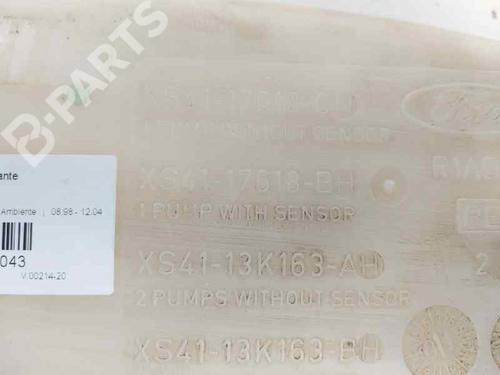 B-PARTS
1 PUMP WITHOUT SENSOR
Ford
XS41-17618-BH
1 PUMP WITH SENSOR
XS41-13K163-AH
2 PUMPS WITHOUT SENSOR
XS41-13K163-BH
Ambiente | 08.98 - 12.04
043
V.00214-20